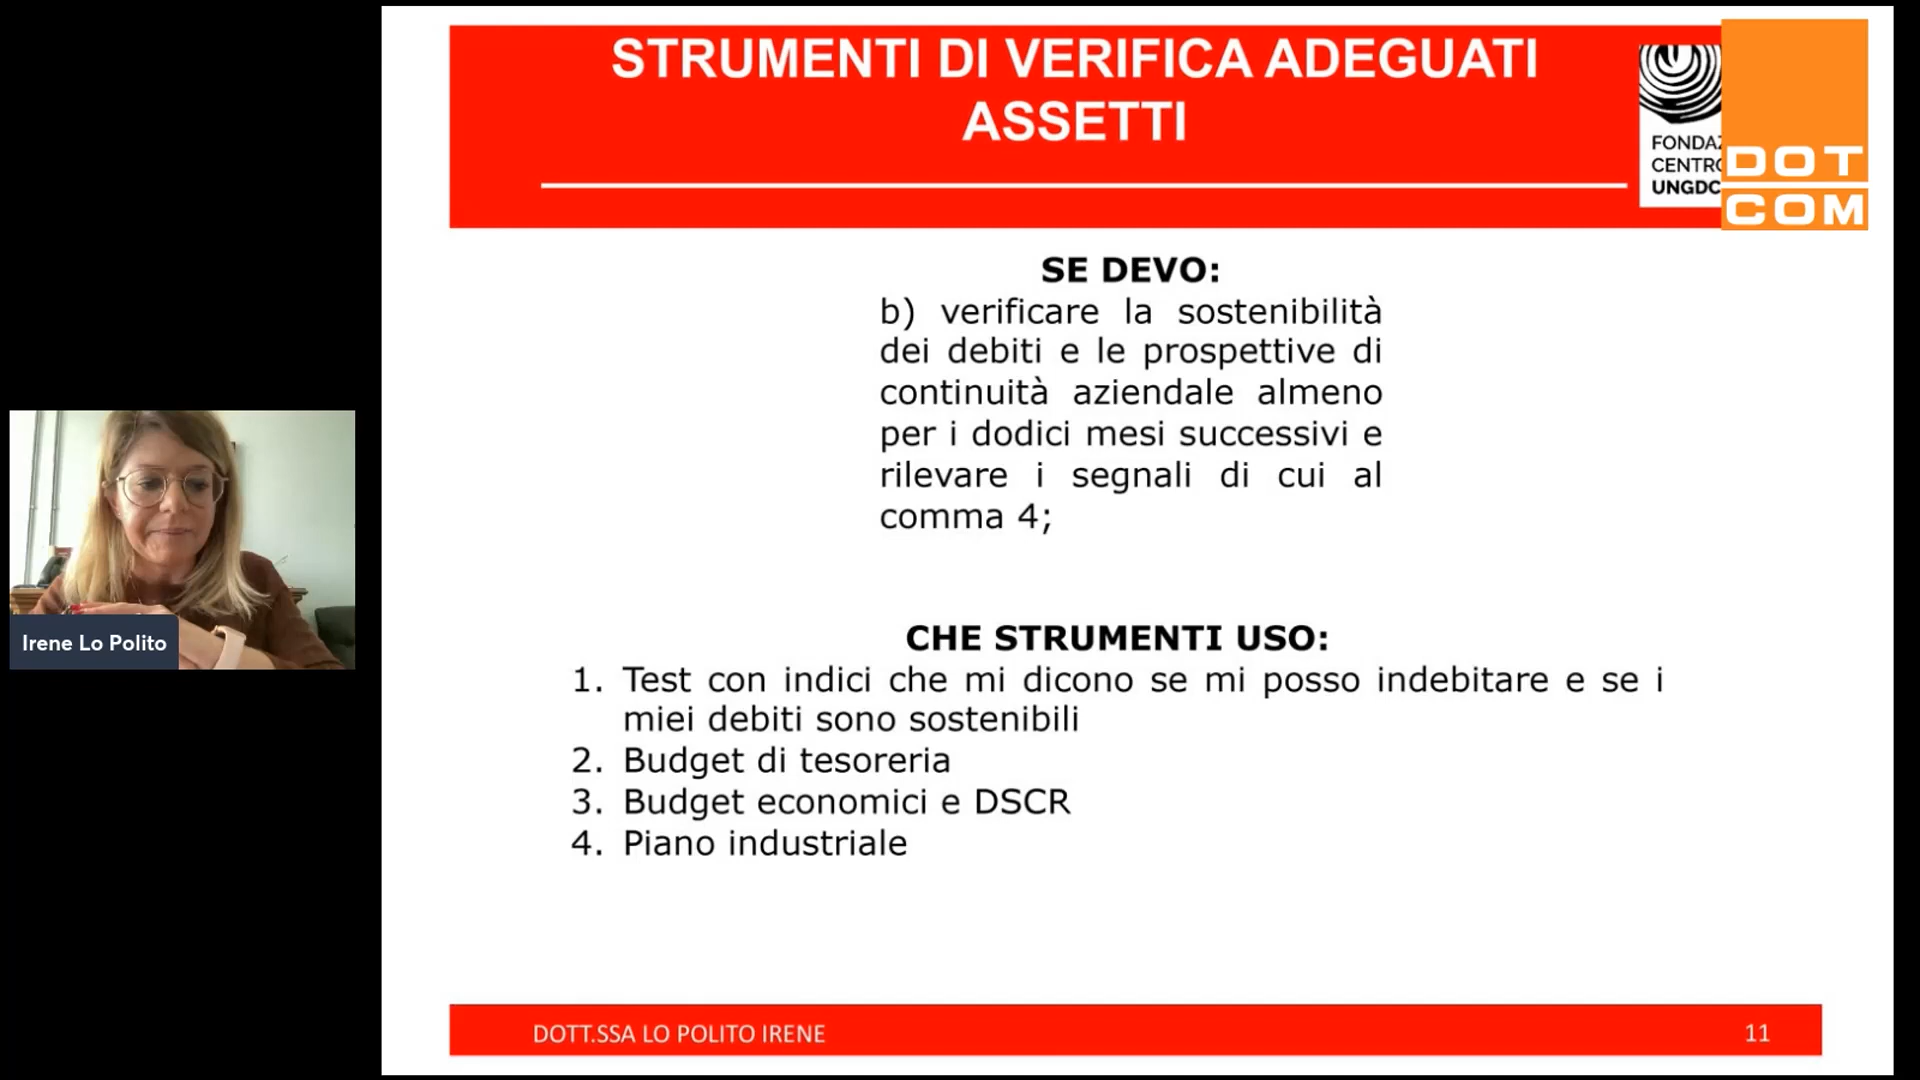 STRUMENTI DI VERIFICA ADEGUATI
ASSETTI
FONDAZ
CENTRO
UNGDC
DOT
COM
SE DEVO:
b) verificare la sostenibilità
dei debiti e le prospettive di
continuità aziendale almeno
per i dodici mesi successivi e
rilevare i segnali di cui al
comma 4;
Irene Lo Polito
CHE STRUMENTI USO:
1. Test con indici che mi dicono se mi posso indebitare e se i
miei debiti sono sostenibili
2. Budget di tesoreria
3. Budget economici e DSCR
4. Piano industriale
DOTT.SSA LO POLITO IRENE
11